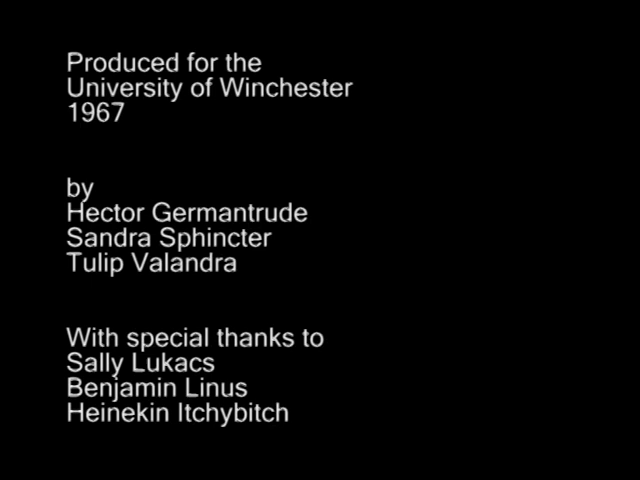 Produced for the
University of Winchester
1967
by
Hector Germantrude
Sandra Sphincter
Tulip Valandra
With special thanks to
Sally Lukacs
Benjamin Linus
Heinekin Itchybitch